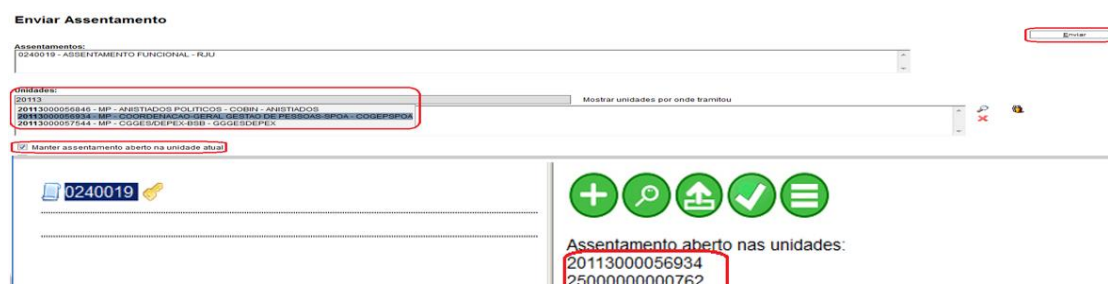 Enviar Assentamento
Enviar
Assentamentos:
0240019 - ASSENTAMENTO FUNCIONAL - RJU
Unidades:
20113
Mostrar unidades por onde tramitou
20113000056846 - MP - ANISTIADOS POLITICOS - COBIN - ANISTIADOS
20113000056934 - MP - COORDENACAO-GERAL GESTAO DE PESSOAS-SPOA - COGEPSPOA
20113000057544 - MP - CGGES/DEPEX-BSB - GGGESDEPEX
Manter assentamento aberto na unidade atual
0240019
Assentamento aberto nas unidades:
20113000056934
25000000000762